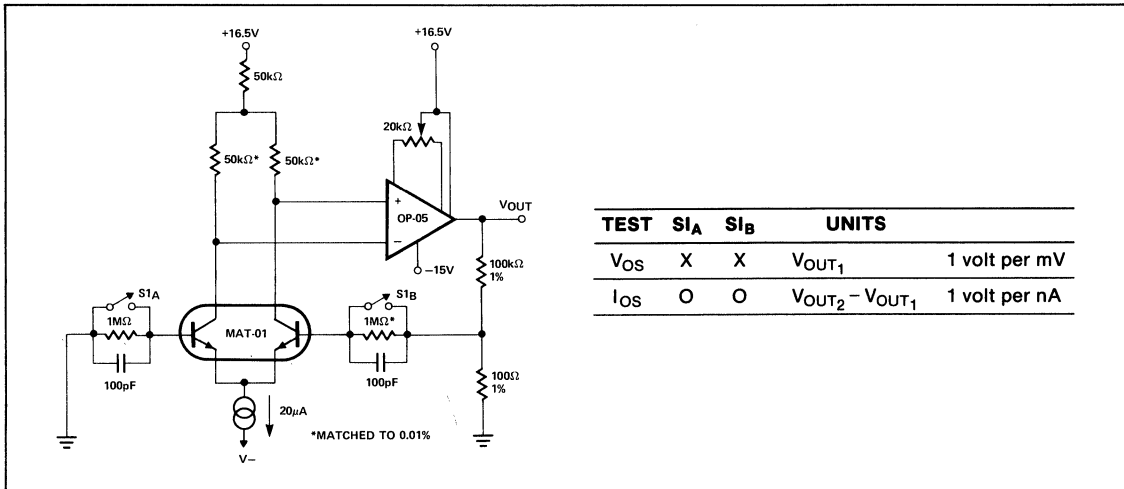 +16.5V
+16.5V
50kΩ
20kΩ
50kΩ*
50kΩ*
+
OP-05
−
VOUT
−15V
100kΩ
1%
S1A
S1B
1MΩ
MAT-01
1MΩ*
100pF
100pF
100Ω
1%
20μA
*MATCHED TO 0.01%
V−
TEST SIA SIB UNITS
VOS X X VOUT1 1 volt per mV
IOS O O VOUT2 − VOUT1 1 volt per nA